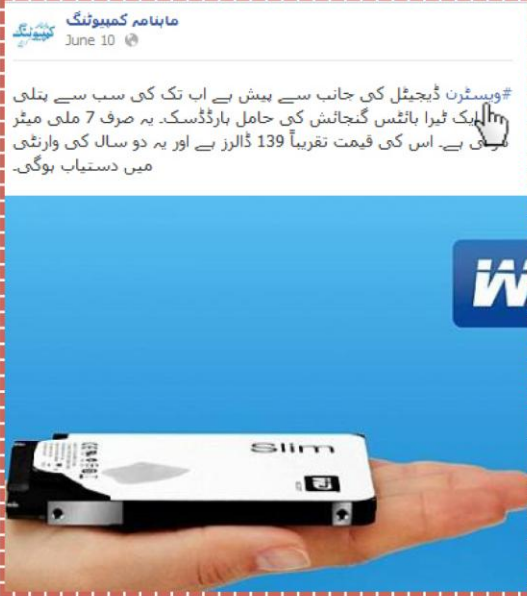 ماہنامہ کمپیوٹنگ
کمپیوٹنگ
June 10
#ویسٹرن ڈیجیٹل کی جانب سے پیش ہے اب تک کی سب سے پتلی
ایک ٹیرا بائٹس گنجائش کی حامل ہارڈڈسک۔ یہ صرف 7 ملی میٹر
ہے۔ اس کی قیمت تقریباً 139 ڈالرز ہے اور یہ دو سال کی وارنٹی
میں دستیاب ہوگی۔
W
Slim
WD